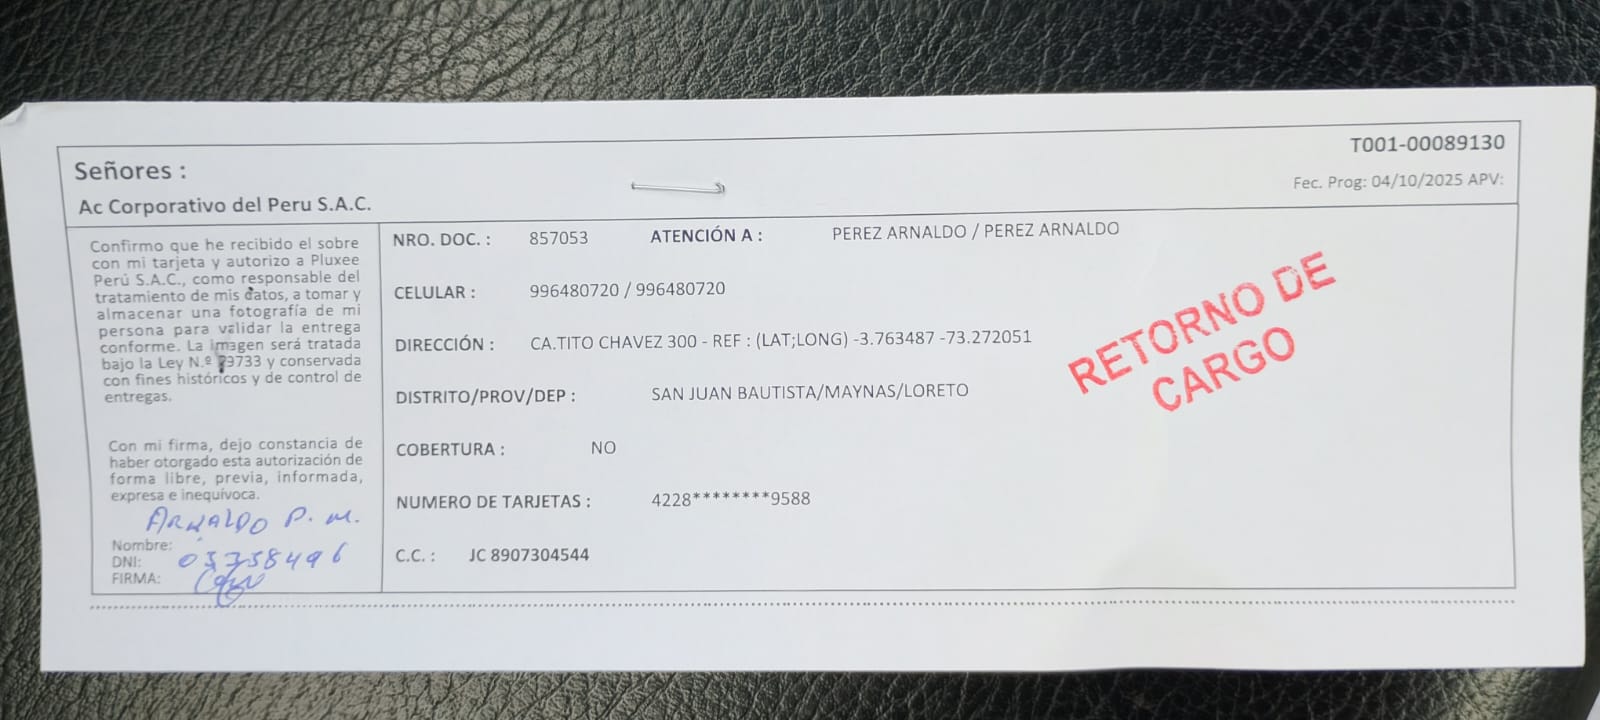 T001-00089130
Señores :
Fec. Prog: 04/10/2025 APV:
Ac Corporativo del Peru S.A.C.
Confirmo que he recibido el sobre
con mi tarjeta y autorizo a Pluxee
Perú S.A.C., como responsable del
tratamiento de mis datos, a tomar y
almacenar una fotografía de mi
persona para validar la entrega
conforme. La imagen será tratada
bajo la Ley N.º 29733 y conservada
con fines históricos y de control de
entregas.
Con mi firma, dejo constancia de
haber otorgado esta autorización de
forma libre, previa, informada,
expresa e inequívoca.
ARNALDO P. M.
Nombre:
DNI: 05358496
FIRMA:
NRO. DOC. : 857053 ATENCIÓN A : PEREZ ARNALDO / PEREZ ARNALDO
CELULAR : 996480720 / 996480720
DIRECCIÓN : CA.TITO CHAVEZ 300 - REF : (LAT;LONG) -3.763487 -73.272051
DISTRITO/PROV/DEP : SAN JUAN BAUTISTA/MAYNAS/LORETO
COBERTURA : NO
NUMERO DE TARJETAS : 4228********9588
C.C. : JC 8907304544
RETORNO DE
CARGO